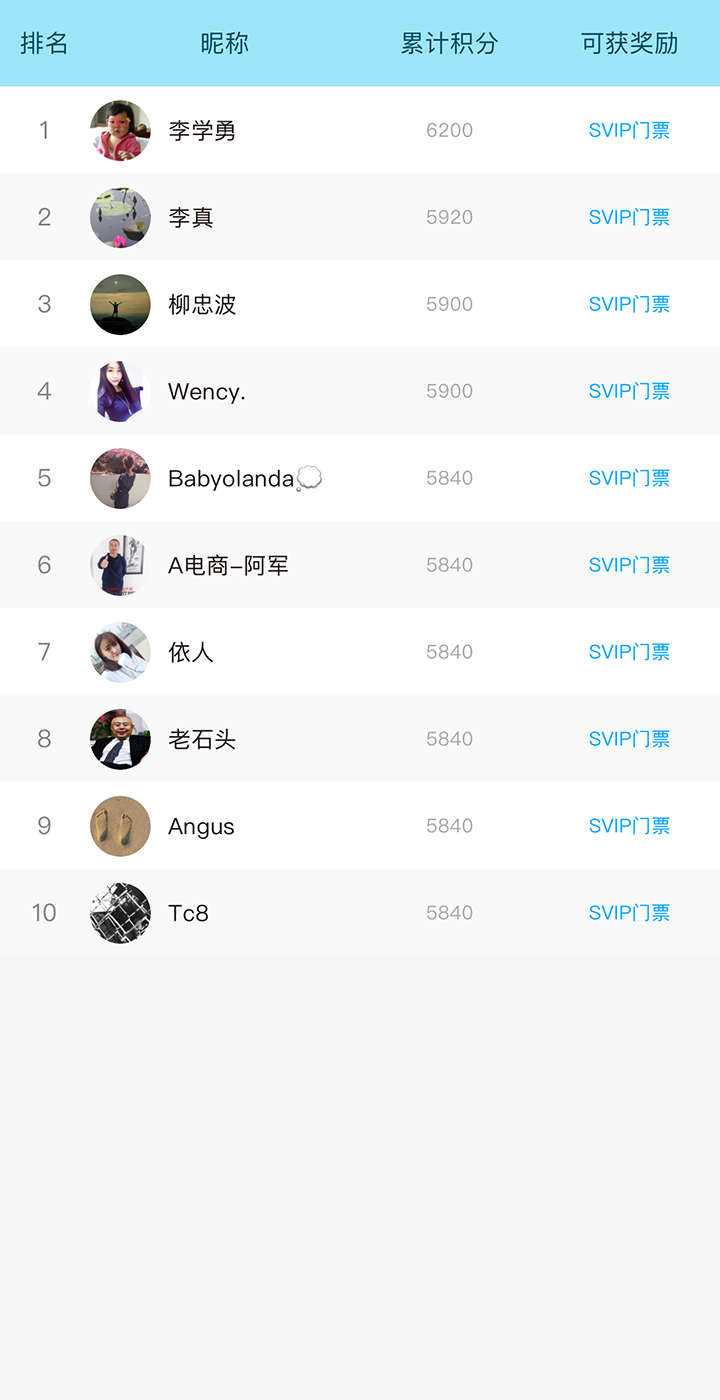 排名 昵称 累计积分 可获奖励
1 李学勇 6200 SVIP门票
2 李真 5920 SVIP门票
3 柳忠波 5900 SVIP门票
4 Wency. 5900 SVIP门票
5 Babyolanda💭 5840 SVIP门票
6 A电商–阿军 5840 SVIP门票
7 依人 5840 SVIP门票
8 老石头 5840 SVIP门票
9 Angus 5840 SVIP门票
10 Tc8 5840 SVIP门票